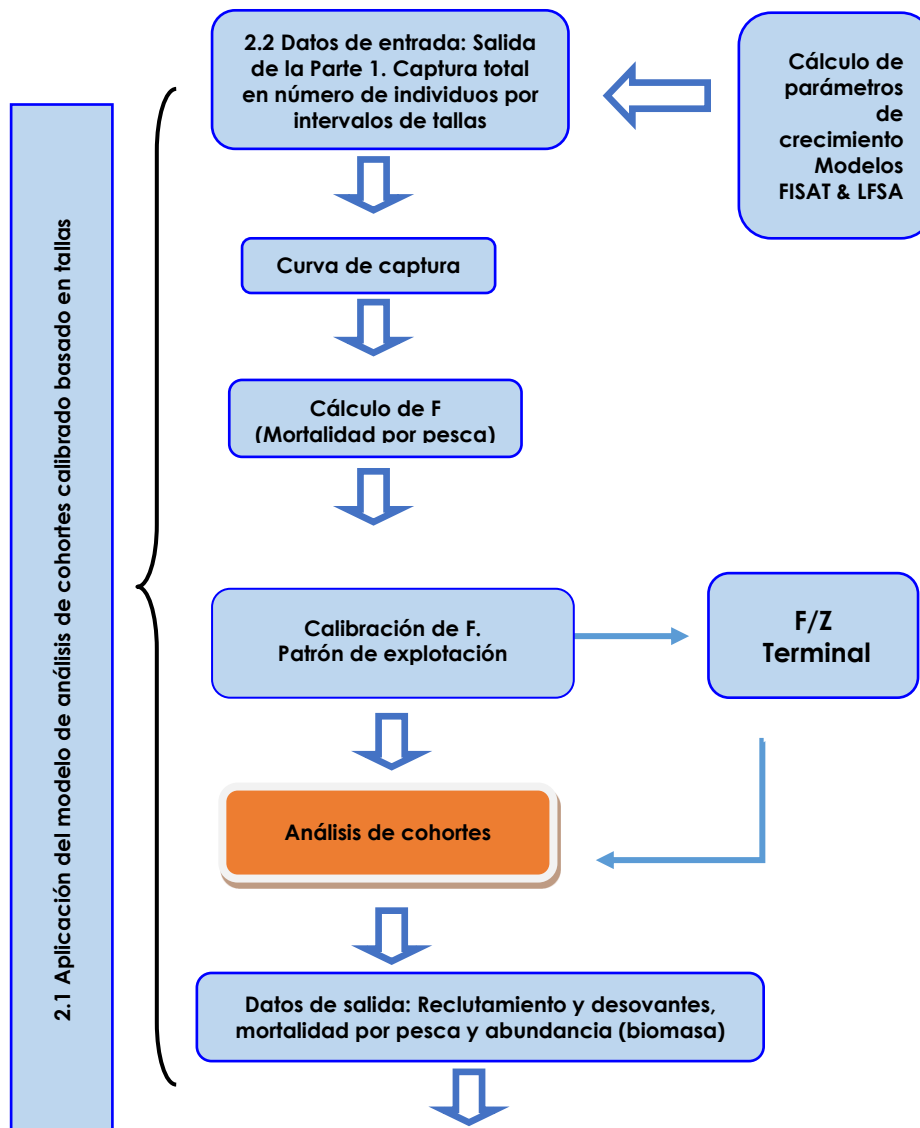 2.1 Aplicación del modelo de análisis de cohortes calibrado basado en tallas
2.2 Datos de entrada: Salida
de la Parte 1. Captura total
en número de individuos por
intervalos de tallas
Cálculo de
parámetros
de
crecimiento
Modelos
FISAT & LFSA
Curva de captura
Cálculo de F
(Mortalidad por pesca)
Calibración de F.
Patrón de explotación
F/Z
Terminal
Análisis de cohortes
Datos de salida: Reclutamiento y desovantes,
mortalidad por pesca y abundancia (biomasa)